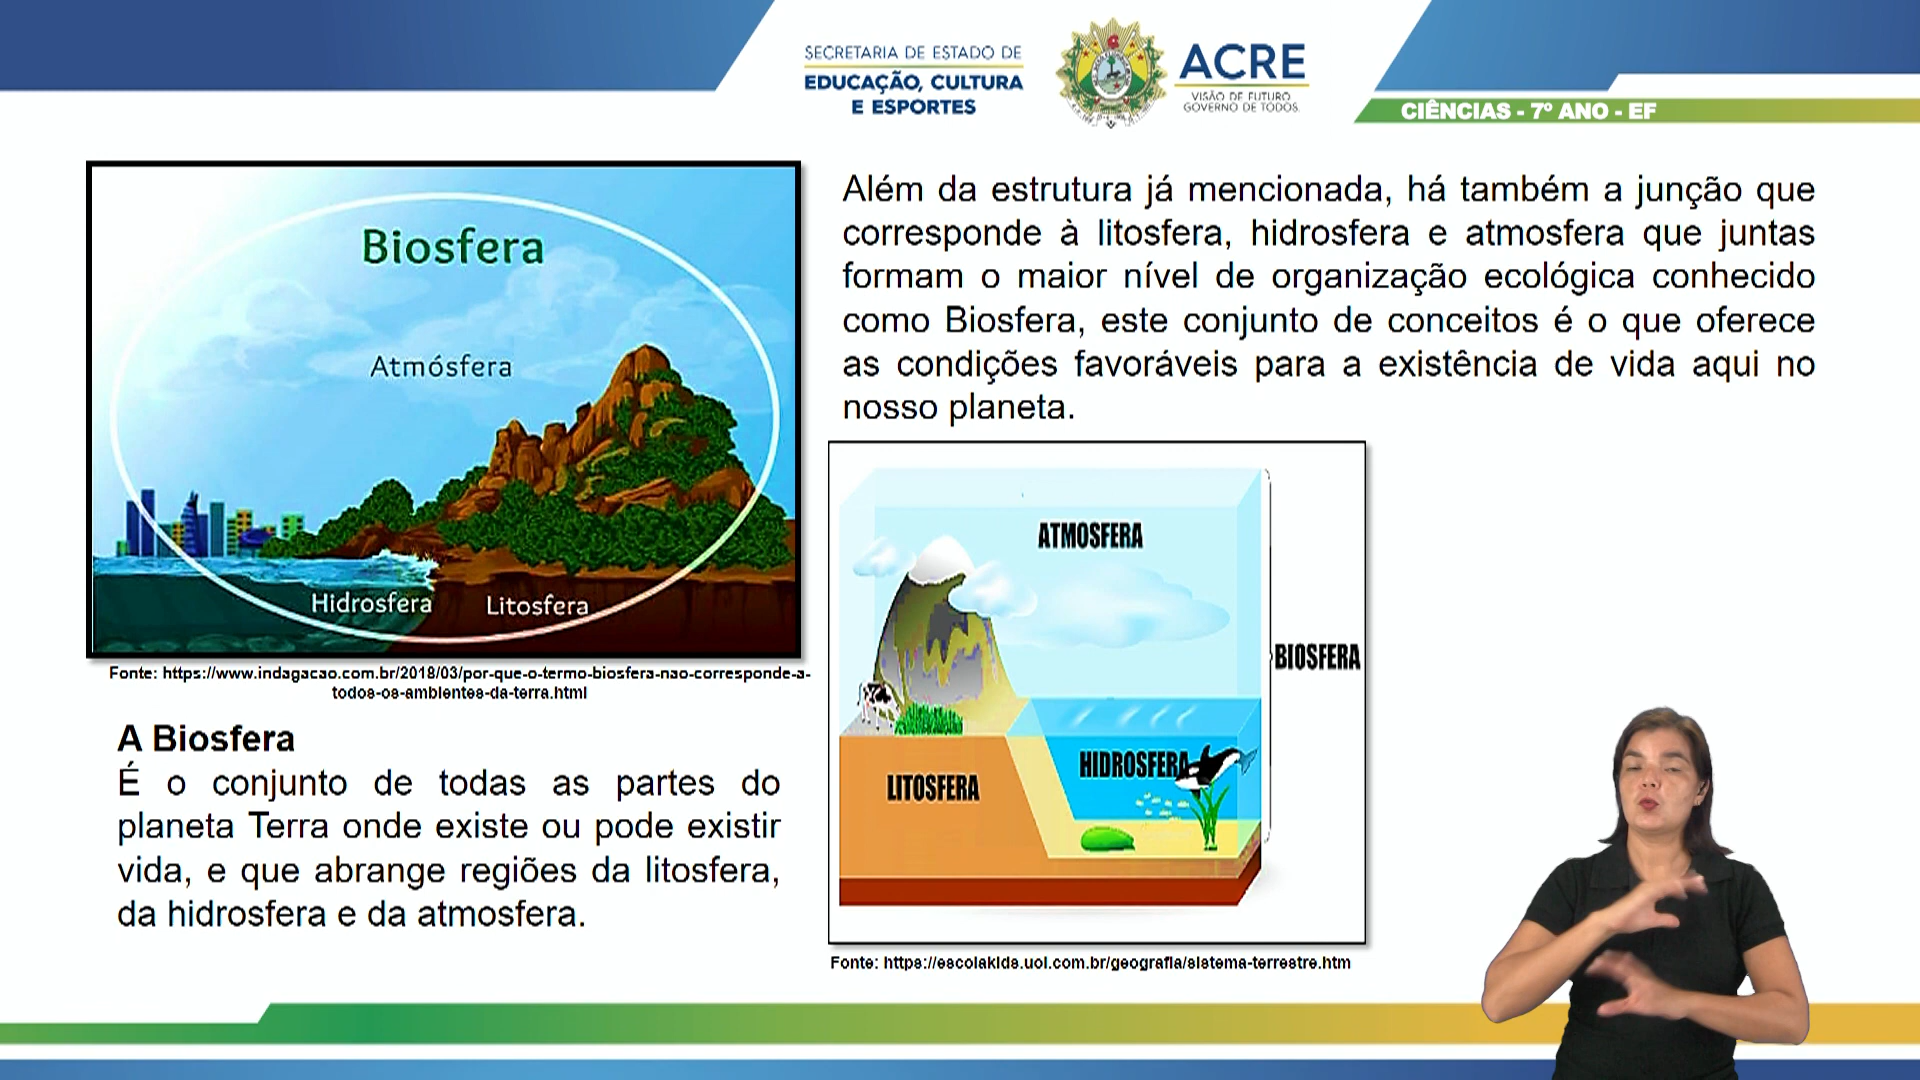 SECRETARIA DE ESTADO DE
EDUCAÇÃO, CULTURA
E ESPORTES
ACRE
VISÃO DE FUTURO
GOVERNO DE TODOS.
CIÊNCIAS - 7º ANO - EF
Biosfera
Atmósfera
Hidrosfera
Litosfera
Fonte: https://www.indagacao.com.br/2018/03/por-que-o-termo-biosfera-nao-corresponde-a-
todos-os-ambientes-da-terra.html
A Biosfera
É o conjunto de todas as partes do
planeta Terra onde existe ou pode existir
vida, e que abrange regiões da litosfera,
da hidrosfera e da atmosfera.
Além da estrutura já mencionada, há também a junção que
corresponde à litosfera, hidrosfera e atmosfera que juntas
formam o maior nível de organização ecológica conhecido
como Biosfera, este conjunto de conceitos é o que oferece
as condições favoráveis para a existência de vida aqui no
nosso planeta.
ATMOSFERA
BIOSFERA
HIDROSFERA
LITOSFERA
Fonte: https://escolakids.uol.com.br/geografia/sistema-terrestre.htm